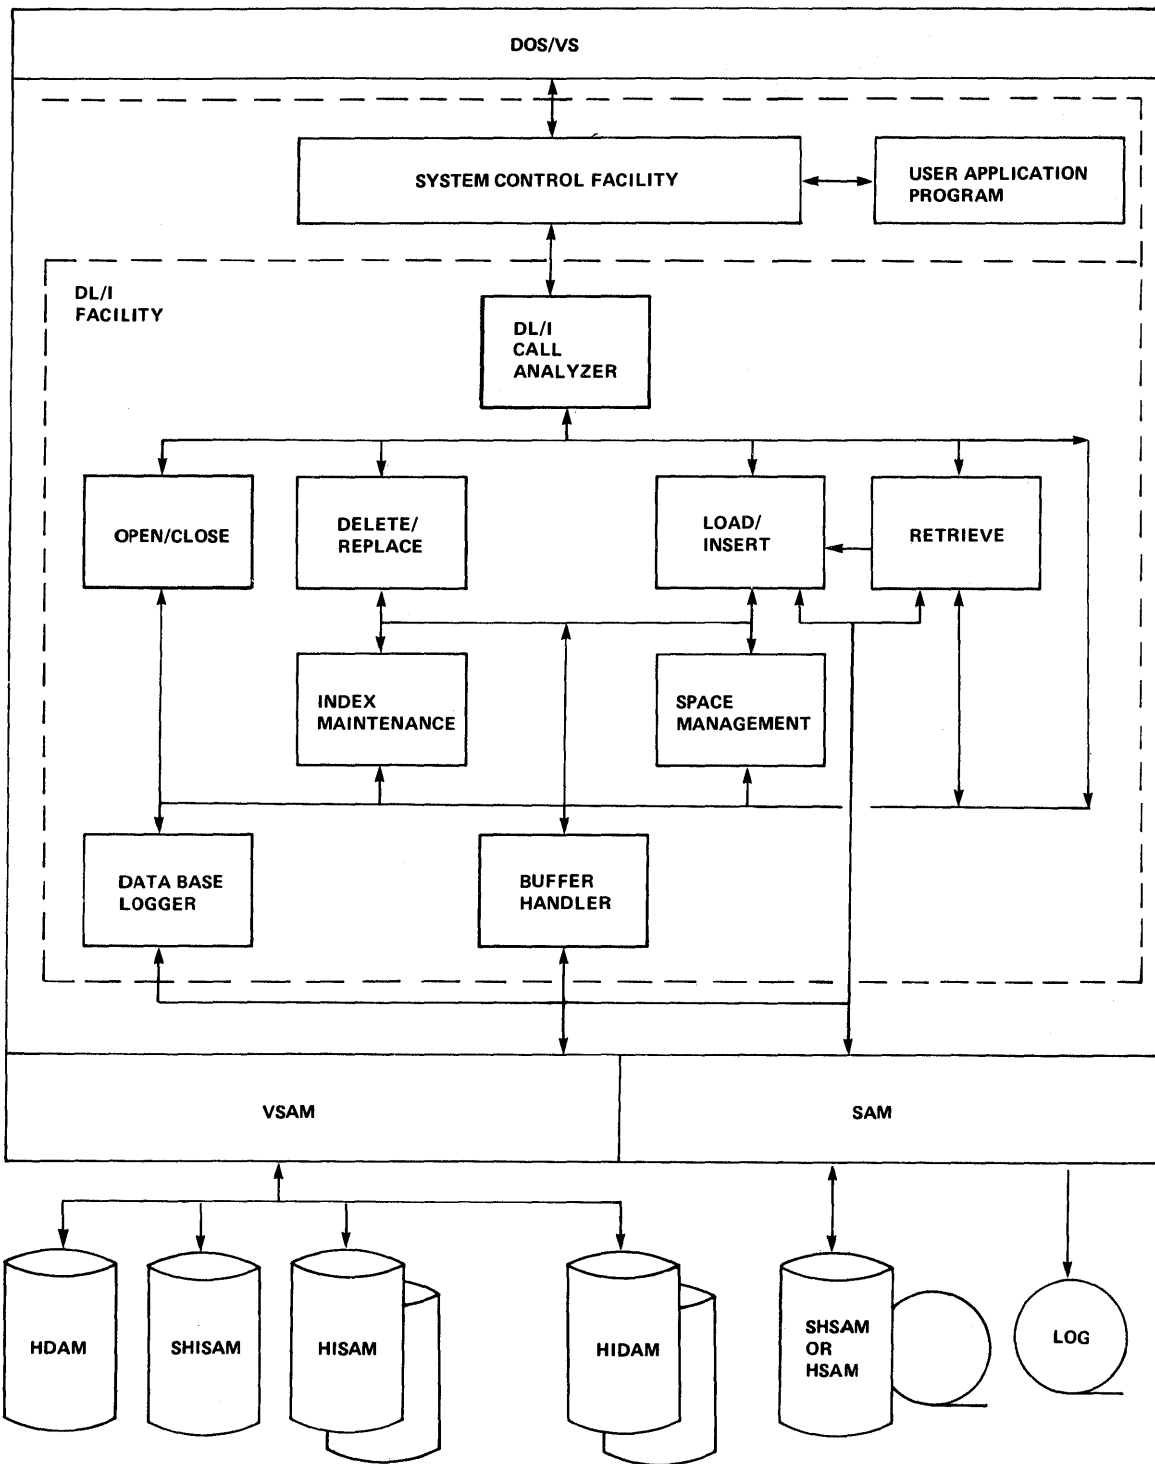 DOS/VS
SYSTEM CONTROL FACILITY
USER APPLICATION
PROGRAM
DL/I
FACILITY
DL/I
CALL
ANALYZER
OPEN/CLOSE
DELETE/
REPLACE
LOAD/
INSERT
RETRIEVE
INDEX
MAINTENANCE
SPACE
MANAGEMENT
DATA BASE
LOGGER
BUFFER
HANDLER
VSAM
SAM
HDAM
SHISAM
HISAM
HIDAM
SHSAM
OR
HSAM
LOG